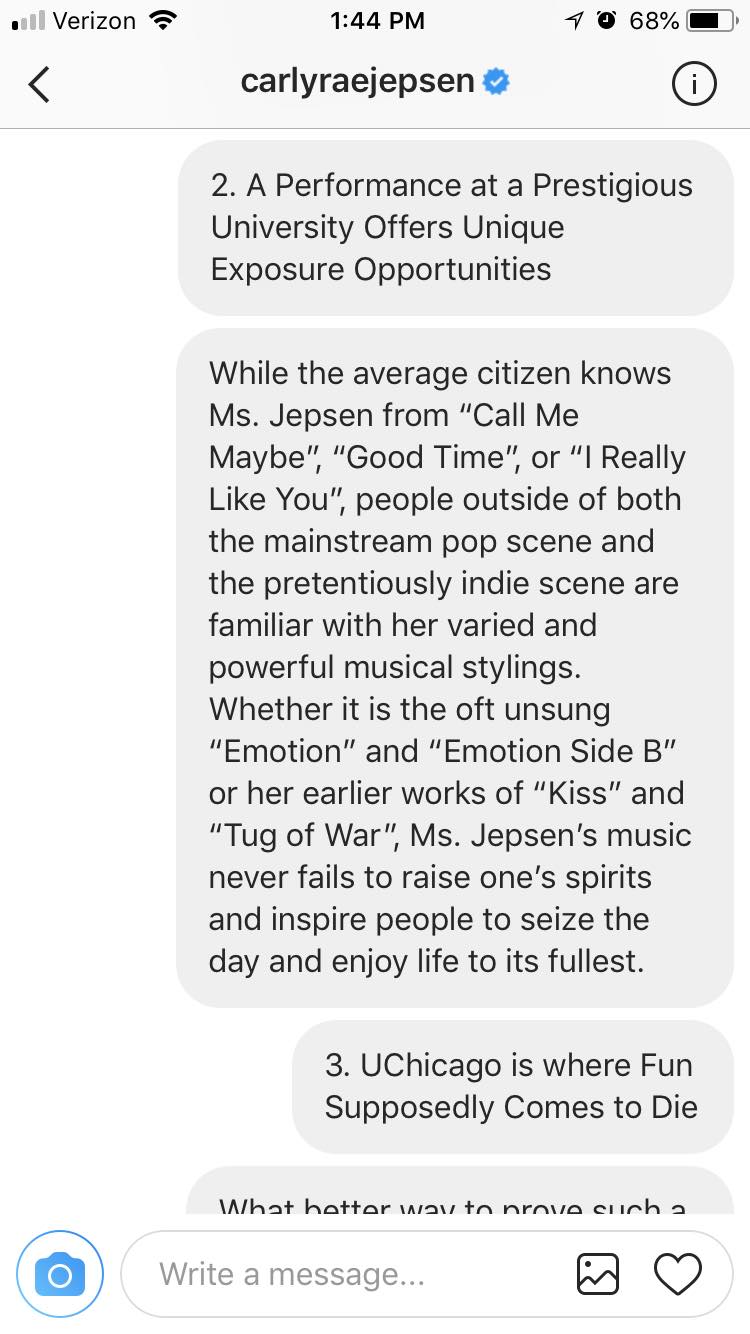 Verizon 1:44 PM 68%
carlyraejepsen
2. A Performance at a Prestigious
University Offers Unique
Exposure Opportunities
While the average citizen knows
Ms. Jepsen from “Call Me
Maybe”, “Good Time”, or “I Really
Like You”, people outside of both
the mainstream pop scene and
the pretentiously indie scene are
familiar with her varied and
powerful musical stylings.
Whether it is the oft unsung
“Emotion” and “Emotion Side B”
or her earlier works of “Kiss” and
“Tug of War”, Ms. Jepsen’s music
never fails to raise one’s spirits
and inspire people to seize the
day and enjoy life to its fullest.
3. UChicago is where Fun
Supposedly Comes to Die
What better way to prove such a
Write a message...